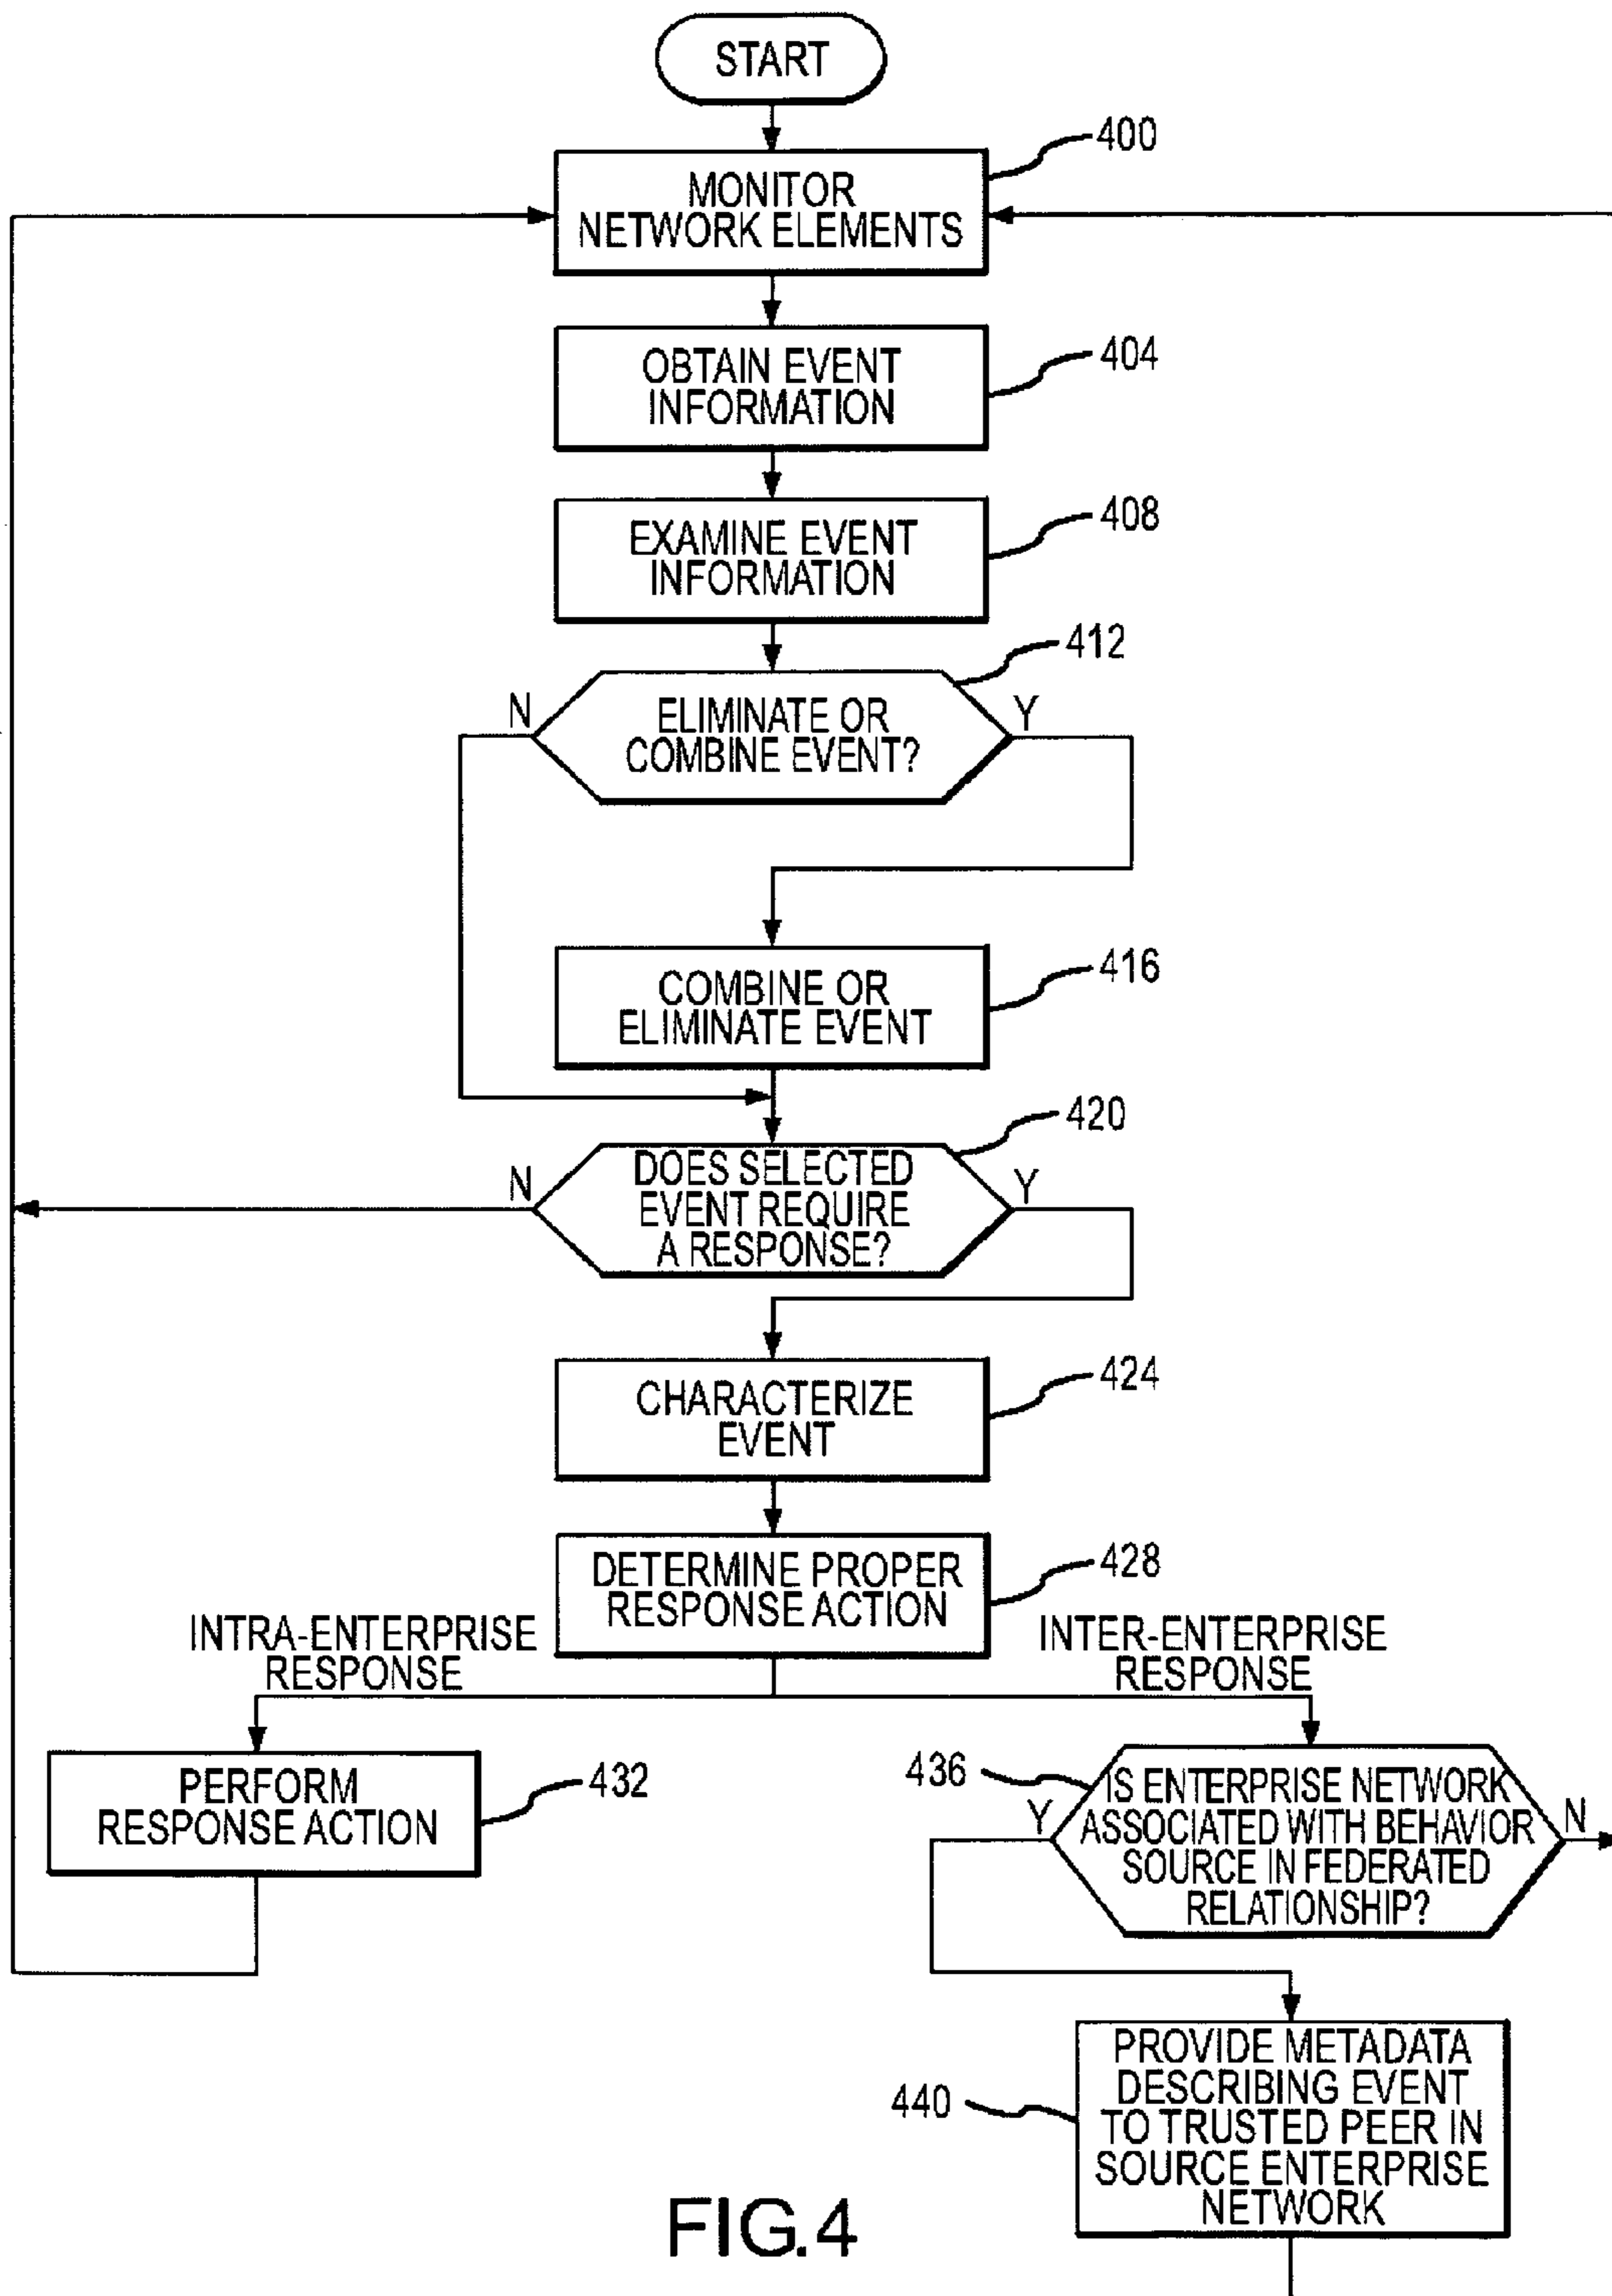 START
400
MONITOR
NETWORK ELEMENTS
404
OBTAIN EVENT
INFORMATION
408
EXAMINE EVENT
INFORMATION
412
N
ELIMINATE OR
COMBINE EVENT?
Y
416
COMBINE OR
ELIMINATE EVENT
420
N
DOES SELECTED
EVENT REQUIRE
A RESPONSE?
Y
424
CHARACTERIZE
EVENT
428
DETERMINE PROPER
RESPONSE ACTION
INTRA-ENTERPRISE
RESPONSE
INTER-ENTERPRISE
RESPONSE
432
PERFORM
RESPONSE ACTION
436
Y
IS ENTERPRISE NETWORK
ASSOCIATED WITH BEHAVIOR
SOURCE IN FEDERATED
RELATIONSHIP?
N
440
PROVIDE METADATA
DESCRIBING EVENT
TO TRUSTED PEER IN
SOURCE ENTERPRISE
NETWORK
FIG.4